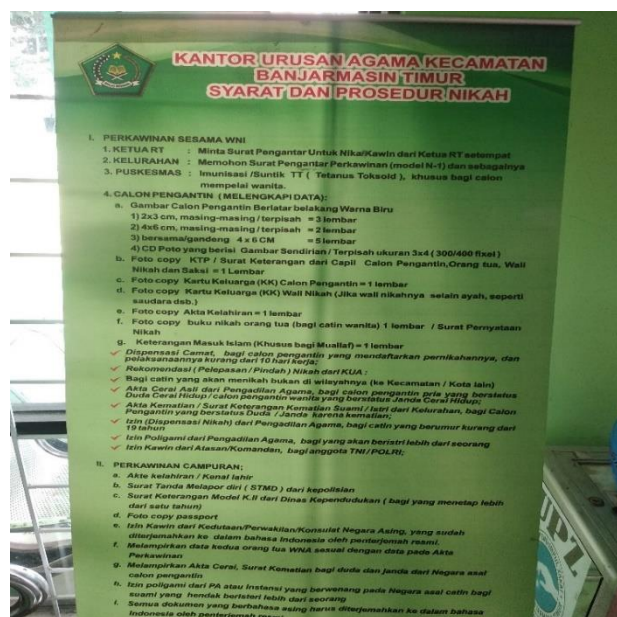 KANTOR URUSAN AGAMA KECAMATAN
BANJARMASIN TIMUR
SYARAT DAN PROSEDUR NIKAH
I. PERKAWINAN SESAMA WNI
1. KETUA RT : Minta Surat Pengantar Untuk Nika/Kawin dari Ketua RT setempat
2. KELURAHAN : Memohon Surat Pengantar Perkawinan (model N-1) dan sebagainya
3. PUSKESMAS : Imunisasi /Suntik TT ( Tetanus Toksoid ), khusus bagi calon
mempelai wanita.
4. CALON PENGANTIN (MELENGKAPI DATA):
a. Gambar Calon Pengantin Berlatar belakang Warna Biru
1) 2x3 cm, masing-masing / terpisah = 3 lembar
2) 4x6 cm, masing-masing / terpisah = 2 lembar
3) bersama/gandeng 4 x 6 CM = 5 lembar
4) CD Poto yang berisi Gambar Sendirian / Terpisah ukuran 3x4 ( 300/400 fixel )
b. Foto copy KTP / Surat Keterangan dari Capil Calon Pengantin,Orang tua, Wali
Nikah dan Saksi = 1 Lembar
c. Foto copy Kartu Keluarga (KK) Calon Pengantin = 1 lembar
d. Foto copy Kartu Keluarga (KK) Wali Nikah (Jika wali nikahnya selain ayah, seperti
saudara dsb.)
e. Foto copy Akta Kelahiran = 1 lembar
f. Foto copy buku nikah orang tua (bagi catin wanita) 1 lembar / Surat Pernyataan
Nikah
g. Keterangan Masuk Islam (Khusus bagi Muallaf) = 1 lembar
✓ Dispensasi Camat, bagi calon pengantin yang mendaftarkan pernikahannya, dan
pelaksanaannya kurang dari 10 hari kerja;
✓ Rekomendasi ( Pelepasan / Pindah ) Nikah dari KUA :
✓ Bagi catin yang akan menikah bukan di wilayahnya (ke Kecamatan / Kota lain)
✓ Akta Cerai Asli dari Pengadilan Agama, bagi calon pengantin pria yang berstatus
Duda Cerai Hidup / calon pengantin wanita yang berstatus Janda Cerai Hidup;
✓ Akta Kematian / Surat Keterangan Kematian Suami / Istri dari Kelurahan, bagi Calon
Pengantin yang berstatus Duda / Janda karena kematian;
✓ Izin (Dispensasi Nikah) dari Pengadilan Agama, bagi catin yang berumur kurang dari
19 tahun
✓ Izin Poligami dari Pengadilan Agama, bagi yang akan beristri lebih dari seorang
✓ Izin Kawin dari Atasan/Komandan, bagi anggota TNI / POLRI;
II. PERKAWINAN CAMPURAN;
a. Akte kelahiran / Kenal lahir
b. Surat Tanda Melapor diri ( STMD ) dari kepolisian
c. Surat Keterangan Model K.II dari Dinas Kependudukan ( bagi yang menetap lebih
dari satu tahun)
d. Foto copy passport
e. Izin Kawin dari Kedutaan/Perwakilan/Konsulat Negara Asing, yang sudah
diterjemahkan ke dalam bahasa Indonesia oleh penterjemah resmi.
f. Melampirkan data kedua orang tua WNA sesuai dengan data pada Akta
Perkawinan
g. Melampirkan Akta Cerai, Surat Kematian bagi duda dan janda dari Negara asal
calon pengantin
h. Izin poligami dari PA atau Instansi yang berwenang pada Negara asal catin bagi
suami yang hendak beristeri lebih dari seorang
i. Semua dokumen yang berbahasa asing harus diterjemahkan ke dalam bahasa
Indonesia oleh penterjemah resmi